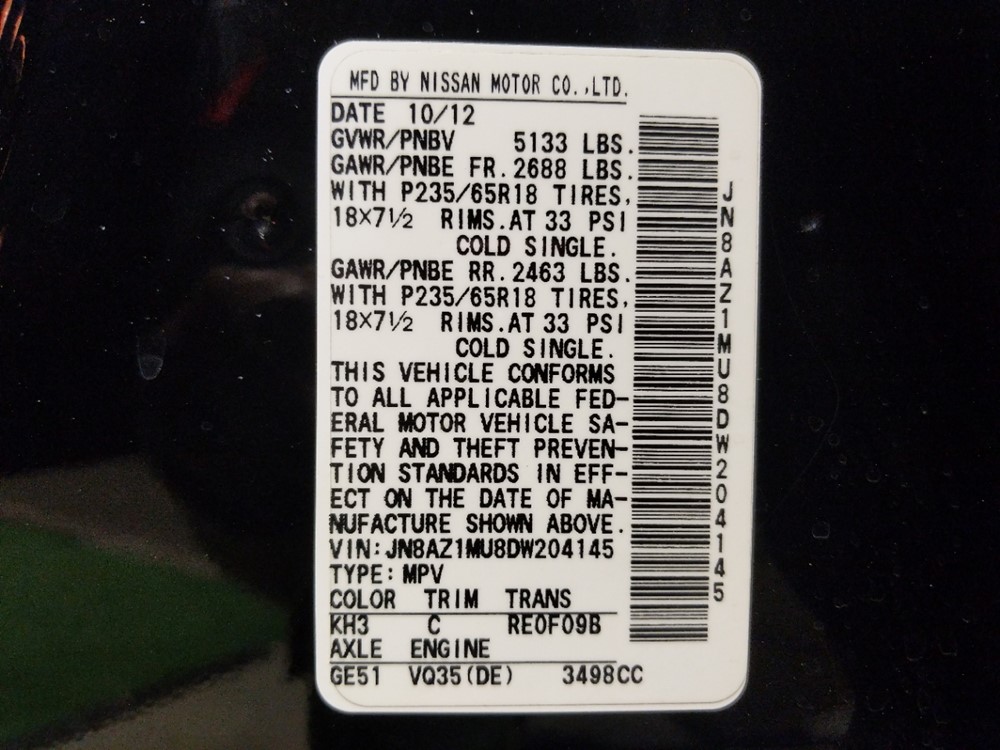 MFD BY NISSAN MOTOR CO.,LTD.
DATE 10/12
GVWR/PNBV 5133 LBS.
GAWR/PNBE FR.2688 LBS.
WITH P235/65R18 TIRES,
18×7½ RIMS.AT 33 PSI
COLD SINGLE.
GAWR/PNBE RR.2463 LBS.
WITH P235/65R18 TIRES,
18×7½ RIMS.AT 33 PSI
COLD SINGLE.
THIS VEHICLE CONFORMS
TO ALL APPLICABLE FED-
ERAL MOTOR VEHICLE SA-
FETY AND THEFT PREVEN-
TION STANDARDS IN EFF-
ECT ON THE DATE OF MA-
NUFACTURE SHOWN ABOVE.
VIN:JN8AZ1MU8DW204145
TYPE:MPV
COLOR TRIM TRANS
KH3 C RE0F09B
AXLE ENGINE
GE51 VQ35(DE) 3498CC
JN8AZ1MU8DW204145